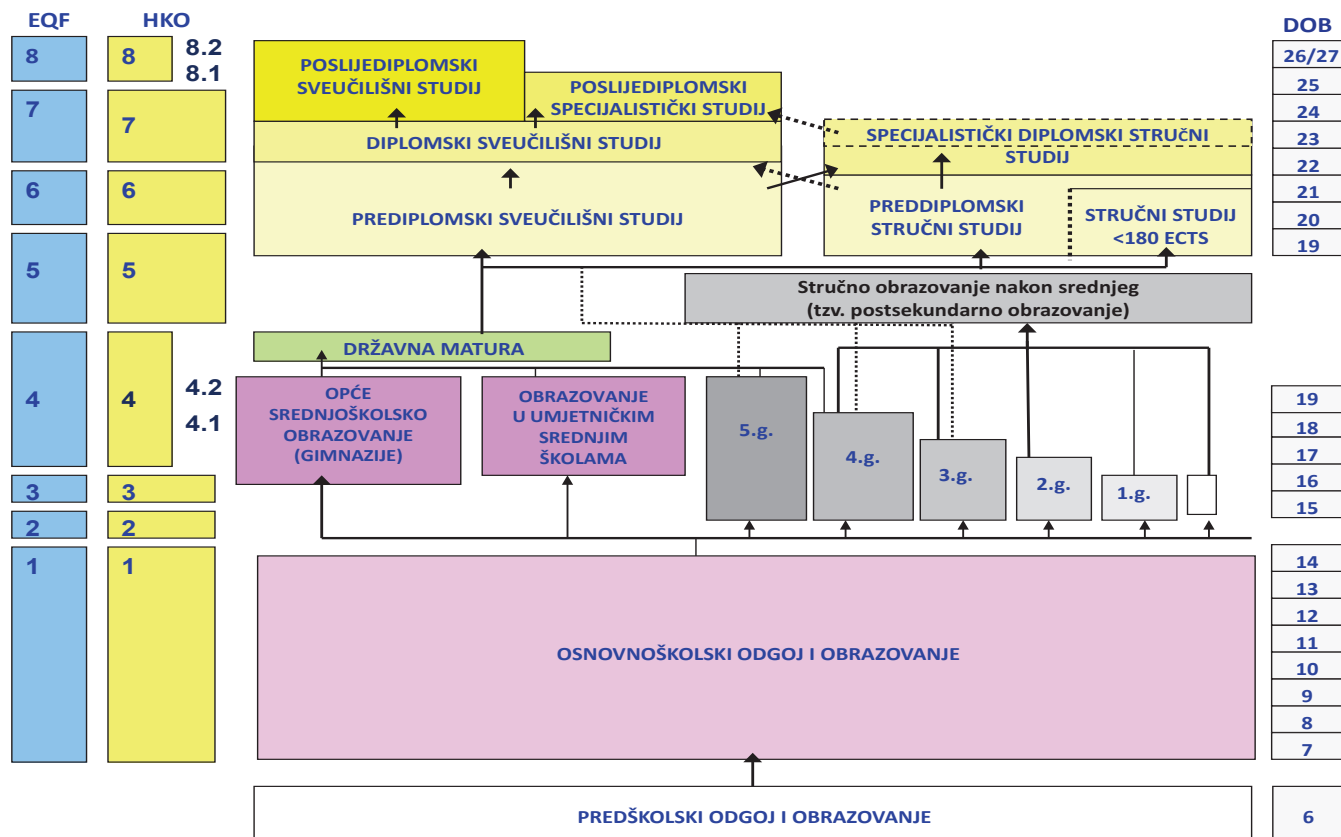 EQF
HKO
DOB
8
8
8.2
8.1
7
7
6
6
5
5
4
4
4.2
4.1
3
3
2
2
1
1
POSLIJEDIPLOMSKI
SVEUČILIŠNI STUDIJ
POSLIJEDIPLOMSKI
SPECIJALISTIČKI STUDIJ
DIPLOMSKI SVEUČILIŠNI STUDIJ
SPECIJALISTIČKI DIPLOMSKI STRUČNI
STUDIJ
PREDIPLOMSKI SVEUČILIŠNI STUDIJ
PREDDIPLOMSKI
STRUČNI STUDIJ
STRUČNI STUDIJ
<180 ECTS
Stručno obrazovanje nakon srednjeg
(tzv. postsekundarno obrazovanje)
DRŽAVNA MATURA
OPĆE
SREDNJOŠKOLSKO
OBRAZOVANJE
(GIMNAZIJE)
OBRAZOVANJE
U UMJETNIČKIM
SREDNJIM
ŠKOLAMA
5.g.
4.g.
3.g.
2.g.
1.g.
OSNOVNOŠKOLSKI ODGOJ I OBRAZOVANJE
PREDŠKOLSKI ODGOJ I OBRAZOVANJE
26/27
25
24
23
22
21
20
19
19
18
17
16
15
14
13
12
11
10
9
8
7
6